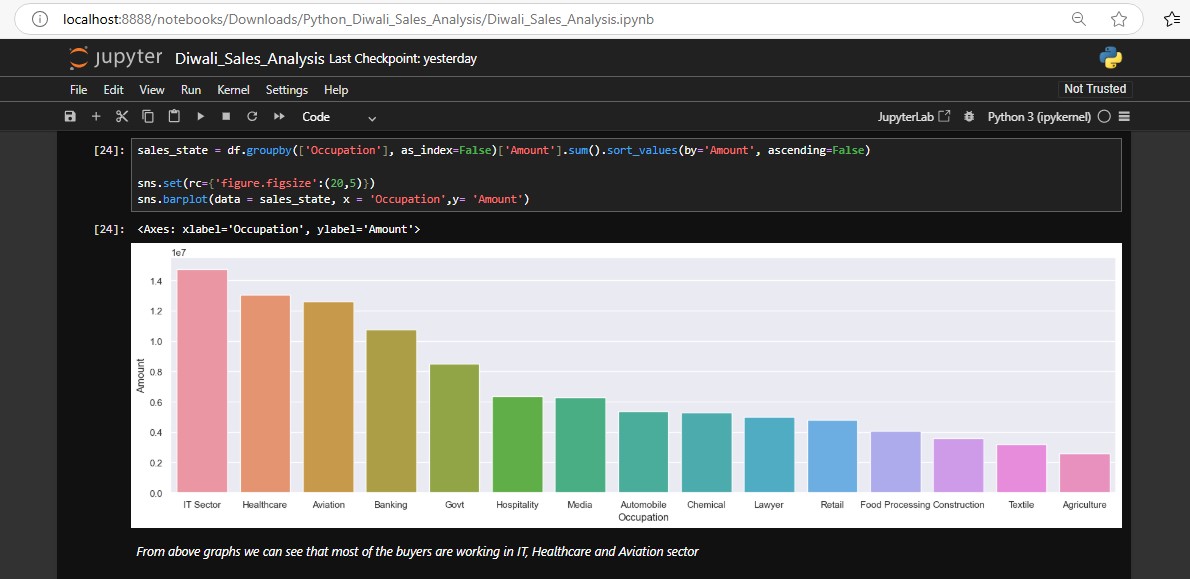 localhost:8888/notebooks/Downloads/Python_Diwali_Sales_Analysis/Diwali_Sales_Analysis.ipynb
jupyter Diwali_Sales_Analysis Last Checkpoint: yesterday
File Edit View Run Kernel Settings Help Not Trusted
Code JupyterLab Python 3 (ipykernel)
[24]: sales_state = df.groupby(['Occupation'], as_index=False)['Amount'].sum().sort_values(by='Amount', ascending=False)
sns.set(rc={'figure.figsize':(20,5)})
sns.barplot(data = sales_state, x = 'Occupation',y= 'Amount')
[24]: <Axes: xlabel='Occupation', ylabel='Amount'>
1e7
1.4
1.2
1.0
0.8
0.6
0.4
0.2
0.0
Amount
IT Sector Healthcare Aviation Banking Govt Hospitality Media Automobile Chemical Lawyer Retail Food Processing Construction Textile Agriculture
Occupation
From above graphs we can see that most of the buyers are working in IT, Healthcare and Aviation sector